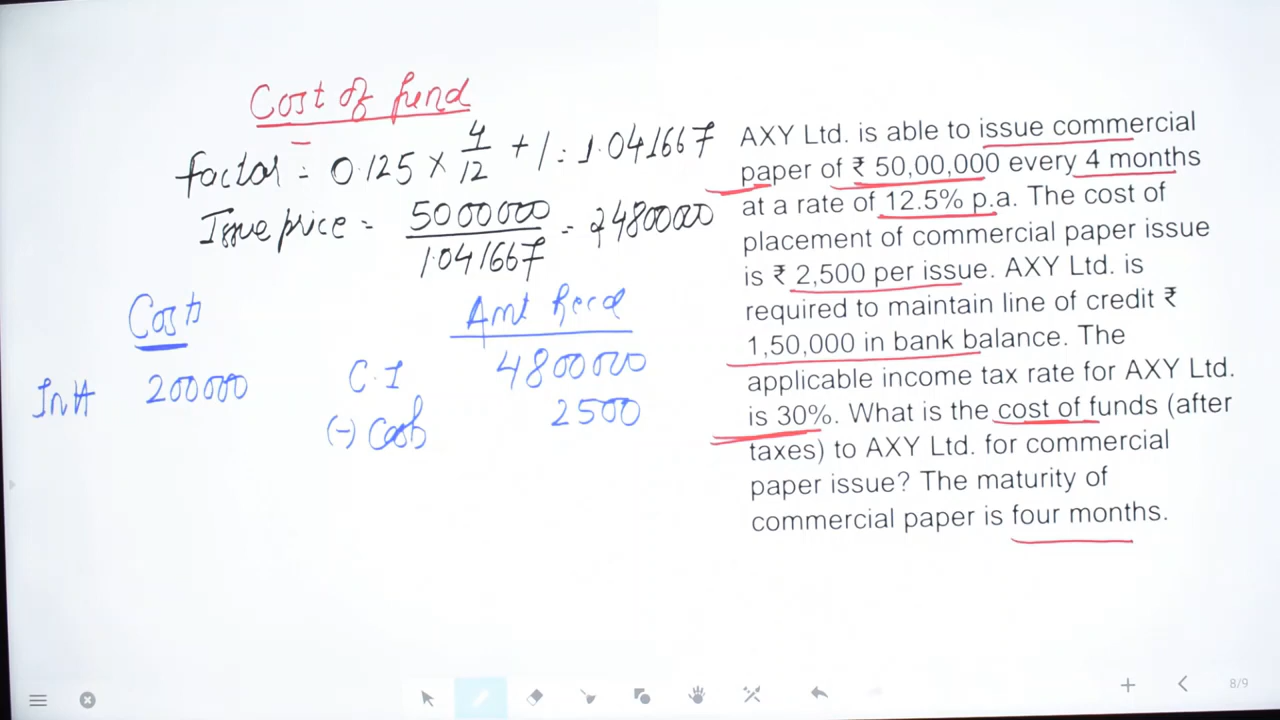 Cost of fund
factor = 0.125 × 4/12 + 1 = 1.041667
Issue price = 5000000/1.041667 = ₹4800000
Cost
Amt Recd
Intt 200000
C.I 4800000
(-) Cost 2500
AXY Ltd. is able to issue commercial
paper of ₹ 50,00,000 every 4 months
at a rate of 12.5% p.a. The cost of
placement of commercial paper issue
is ₹ 2,500 per issue. AXY Ltd. is
required to maintain line of credit ₹
1,50,000 in bank balance. The
applicable income tax rate for AXY Ltd.
is 30%. What is the cost of funds (after
taxes) to AXY Ltd. for commercial
paper issue? The maturity of
commercial paper is four months.
8/9